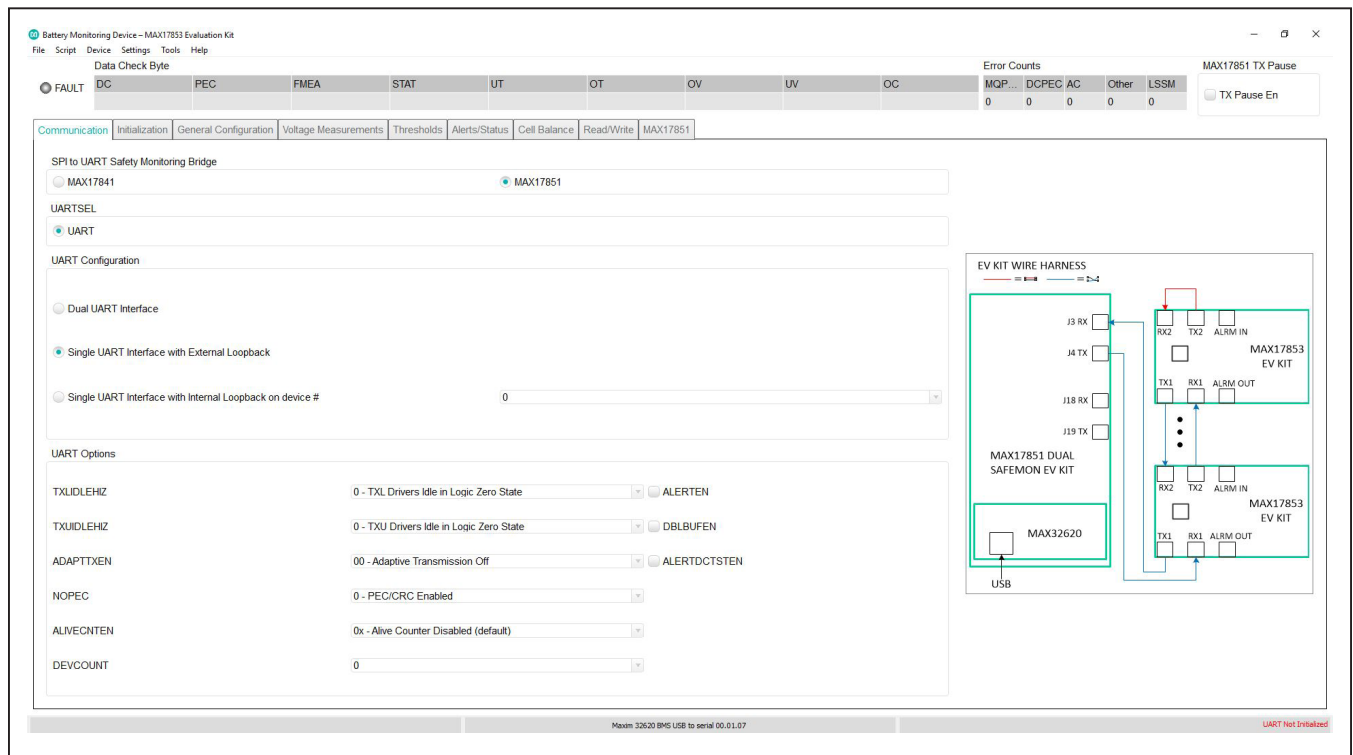 Battery Monitoring Device – MAX17853 Evaluation Kit
File Script Device Settings Tools Help
Data Check Byte
Error Counts
MAX17851 TX Pause
FAULT
DC PEC FMEA STAT UT OT OV UV OC
MQP... DCPEC AC Other LSSM
0 0 0 0 0
TX Pause En
Communication Initialization General Configuration Voltage Measurements Thresholds Alerts/Status Cell Balance Read/Write MAX17851
SPI to UART Safety Monitoring Bridge
MAX17841 MAX17851
UARTSEL
UART
UART Configuration
Dual UART Interface
Single UART Interface with External Loopback
Single UART Interface with Internal Loopback on device # 0
UART Options
TXLIDLEHIZ 0 - TXL Drivers Idle in Logic Zero State ALERTEN
TXUIDLEHIZ 0 - TXU Drivers Idle in Logic Zero State DBLBUFEN
ADAPTTXEN 00 - Adaptive Transmission Off ALERTDCTSTEN
NOPEC 0 - PEC/CRC Enabled
ALIVECNTEN 0x - Alive Counter Disabled (default)
DEVCOUNT 0
EV KIT WIRE HARNESS
= =
J3 RX
J4 TX
J18 RX
J19 TX
MAX17851 DUAL
SAFEMON EV KIT
MAX32620
USB
RX2 TX2 ALRM IN
MAX17853
EV KIT
TX1 RX1 ALRM OUT
RX2 TX2 ALRM IN
MAX17853
EV KIT
TX1 RX1 ALRM OUT
Maxim 32620 BMS USB to serial 00.01.07
UART Not Initialized